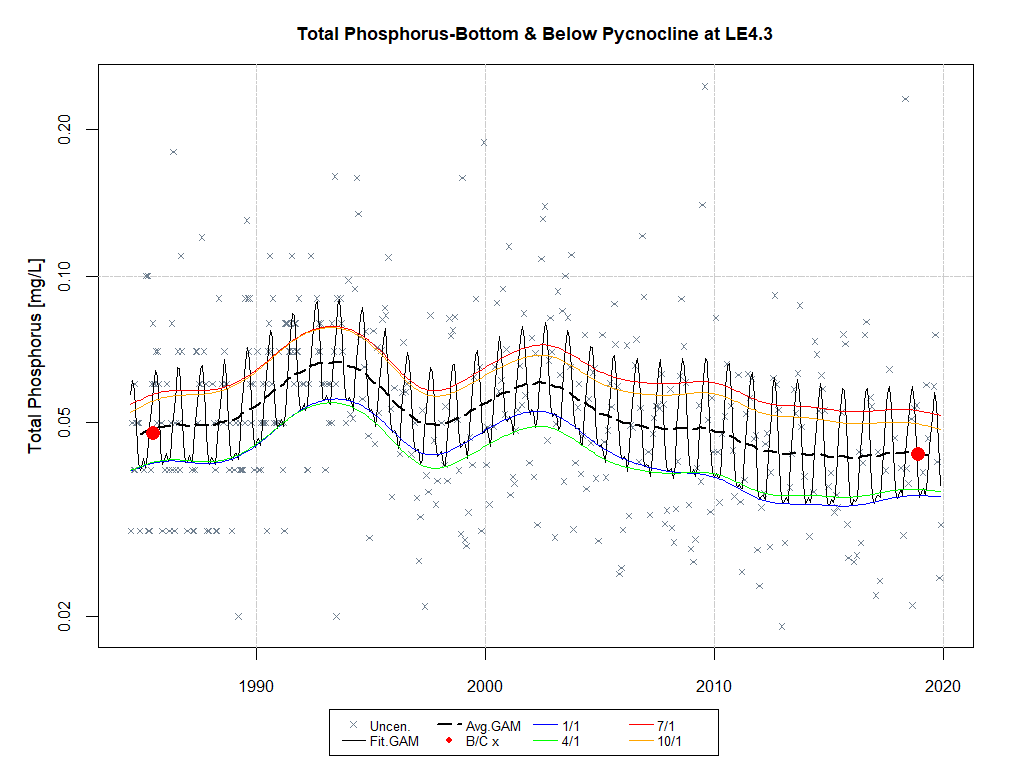 Total Phosphorus-Bottom & Below Pycnocline at LE4.3
Total Phosphorus [mg/L]
0.20
0.10
0.05
0.02
1990 2000 2010 2020
Uncen. Avg.GAM 1/1 7/1
Fit.GAM B/C x 4/1 10/1